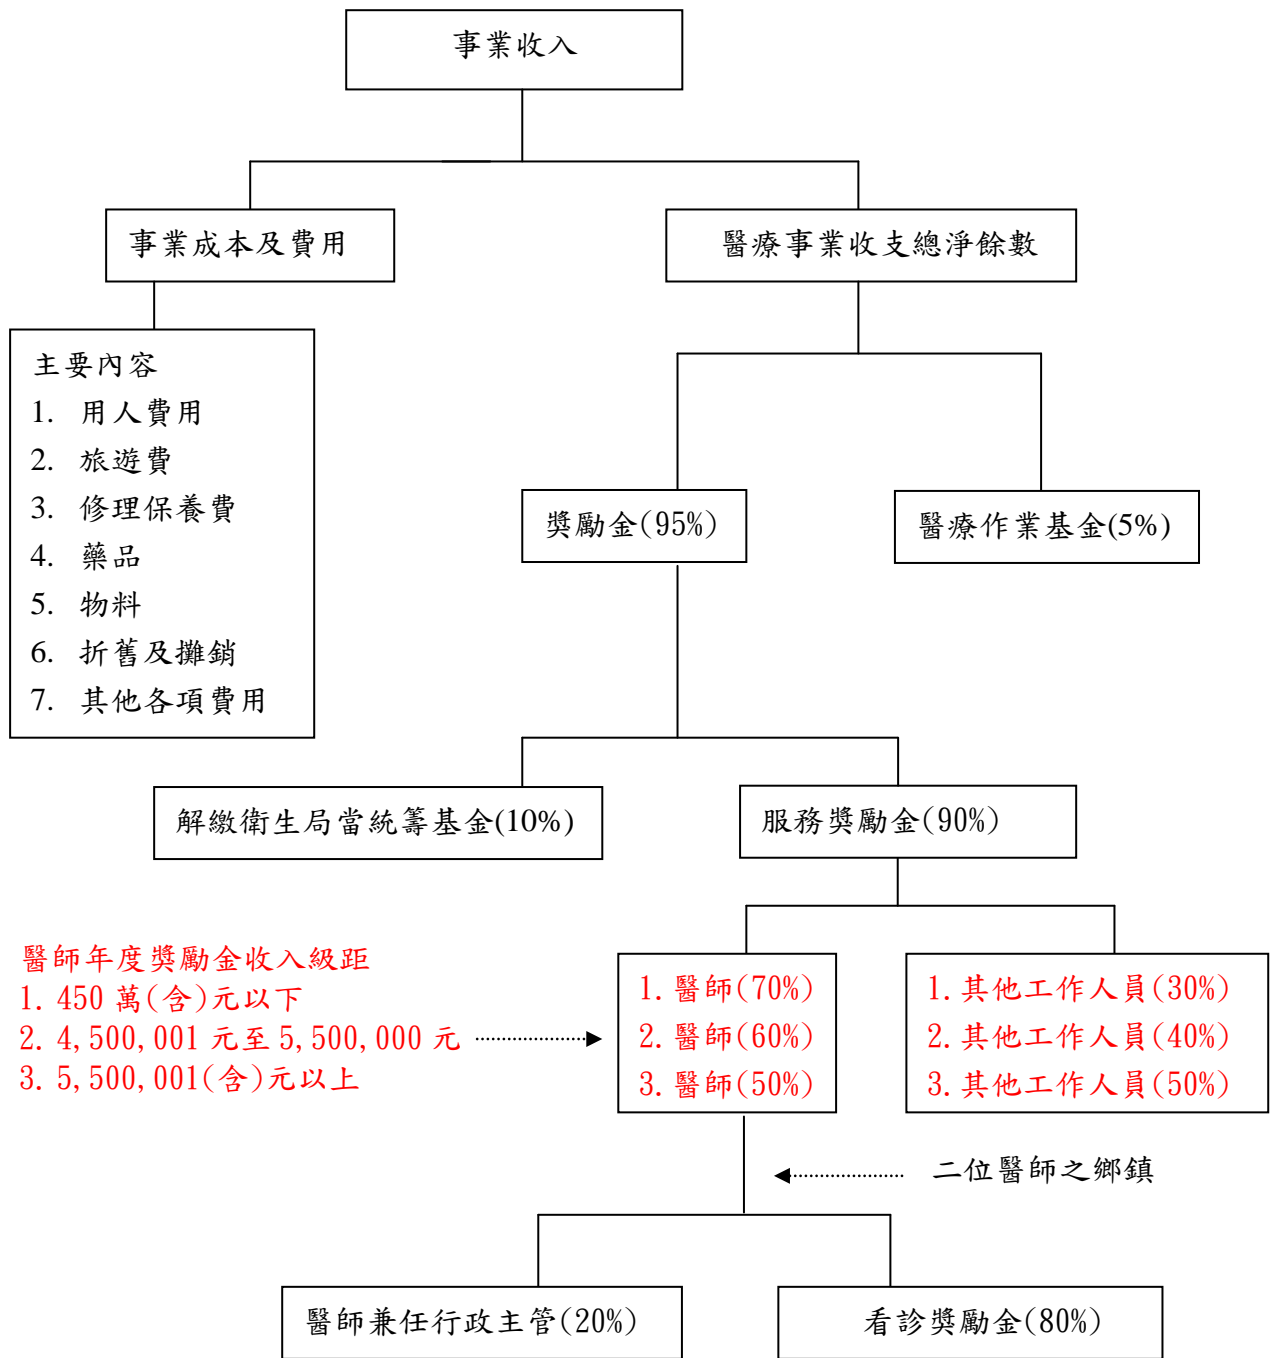 事業收入
事業成本及費用
醫療事業收支總淨餘數
主要內容
1. 用人費用
2. 旅遊費
3. 修理保養費
4. 藥品
5. 物料
6. 折舊及攤銷
7. 其他各項費用
獎勵金(95%)
醫療作業基金(5%)
解繳衛生局當統籌基金(10%)
服務獎勵金(90%)
醫師年度獎勵金收入級距
1. 450 萬(含)元以下
2. 4,500,001 元至 5,500,000 元
3. 5,500,001(含)元以上
1. 醫師(70%)
2. 醫師(60%)
3. 醫師(50%)
1. 其他工作人員(30%)
2. 其他工作人員(40%)
3. 其他工作人員(50%)
二位醫師之鄉鎮
醫師兼任行政主管(20%)
看診獎勵金(80%)